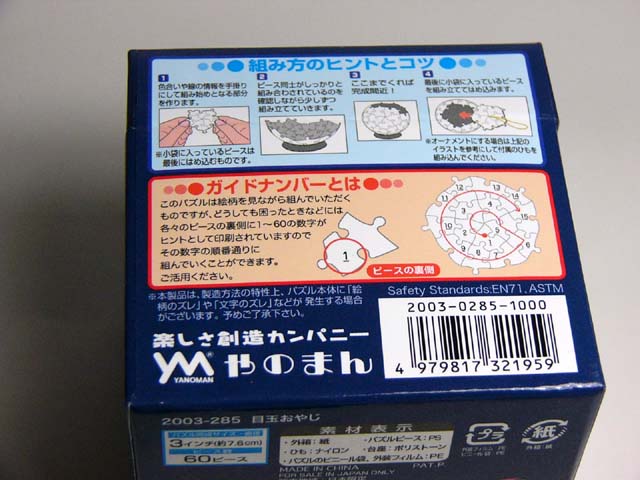 組み方のヒントとコツ
1
色合いや線の情報を手掛り
にして組み始めとなる部分
を作ります。
※小袋に入っているピースは
最後にはめ込むものです。
2
ピース同士がしっかりと
組み合わされているのを
確認しながら少しずつ
組み立てていきます。
3
ここまでくれば
完成間近!
4
最後に小袋に入っているピースを
組み立ててはめ込みます。
※オーナメントにする場合は上記の
イラストを参考にして付属のひもを
組み込んでください。
ガイドナンバーとは
このパズルは絵柄を見ながら組んでいただく
ものですが、どうしても困ったときなどには
各々のピースの裏側に1〜60の数字が
ヒントとして印刷されていますので
その数字の順番通りに
組んでいくことができます。
ご活用ください。
1
ピースの裏側
※本製品は、製造方法の特性上、パズル本体に「絵
柄のズレ」や「文字のズレ」などが 発生する場合
がございます。予めご了承下さい。
Safety Standards:EN71.ASTM
2003-0285-1000
4 979817 321959
楽しさ創造カンパニー
YM YANOMAN やのまん
2003-285 目玉おやじ
3インチ(約7.6cm)
60ピース
素材表示
・外箱:紙 ・パズルピース:PS
・ひも:ナイロン ・台座:ポリストーン
・パズルのビニール袋、外装フィルム:PE
MADE IN CHINA PAT.P.
FOR SALE IN JAPAN ONLY
プラ
紙